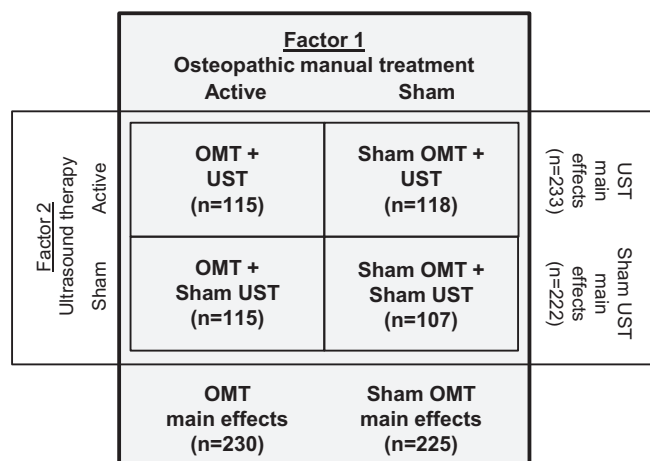 Factor 1
Osteopathic manual treatment
Active
Sham
Factor 2
Ultrasound therapy
Active
Sham
OMT +
UST
(n=115)
Sham OMT +
UST
(n=118)
UST
main
effects
(n=233)
OMT +
Sham UST
(n=115)
Sham OMT +
Sham UST
(n=107)
Sham UST
main
effects
(n=222)
OMT
main effects
(n=230)
Sham OMT
main effects
(n=225)